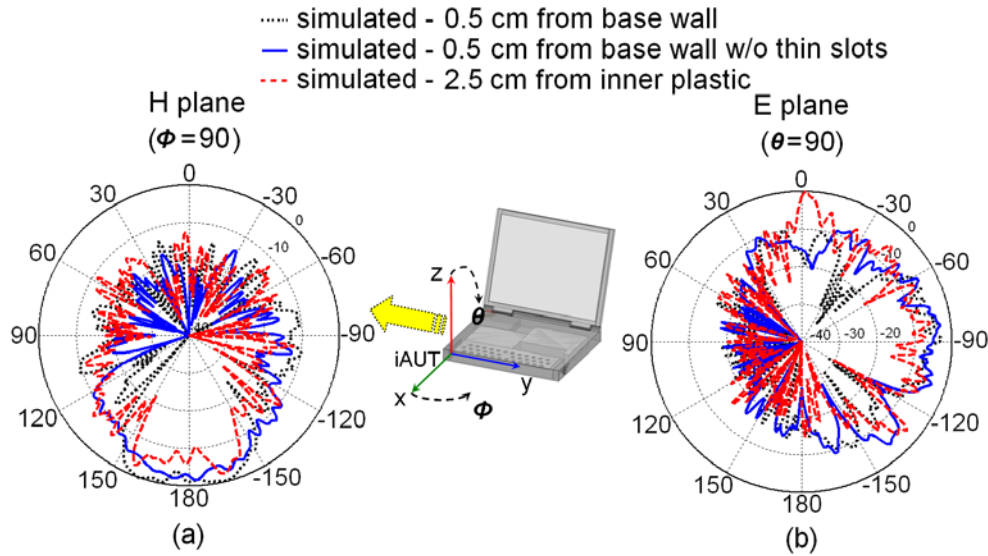 simulated - 0.5 cm from base wall
simulated - 0.5 cm from base wall w/o thin slots
simulated - 2.5 cm from inner plastic
H plane
(Φ=90)
E plane
(θ=90)
0
30
-30
60
-60
90
-90
120
-120
150
-150
180
0
-10
-40
(a)
z
θ
iAUT
x
y
Φ
0
30
-30
60
-60
90
-90
120
-120
150
-150
180
-40
-30
-20
(b)